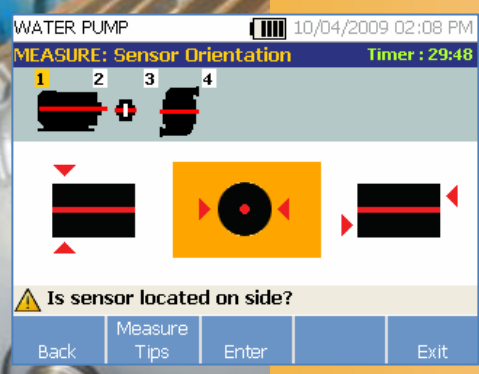 WATER PUMP 10/04/2009 02:08 PM
MEASURE: Sensor Orientation Timer : 29:48
1 2 3 4
Is sensor located on side?
Back Measure Tips Enter Exit